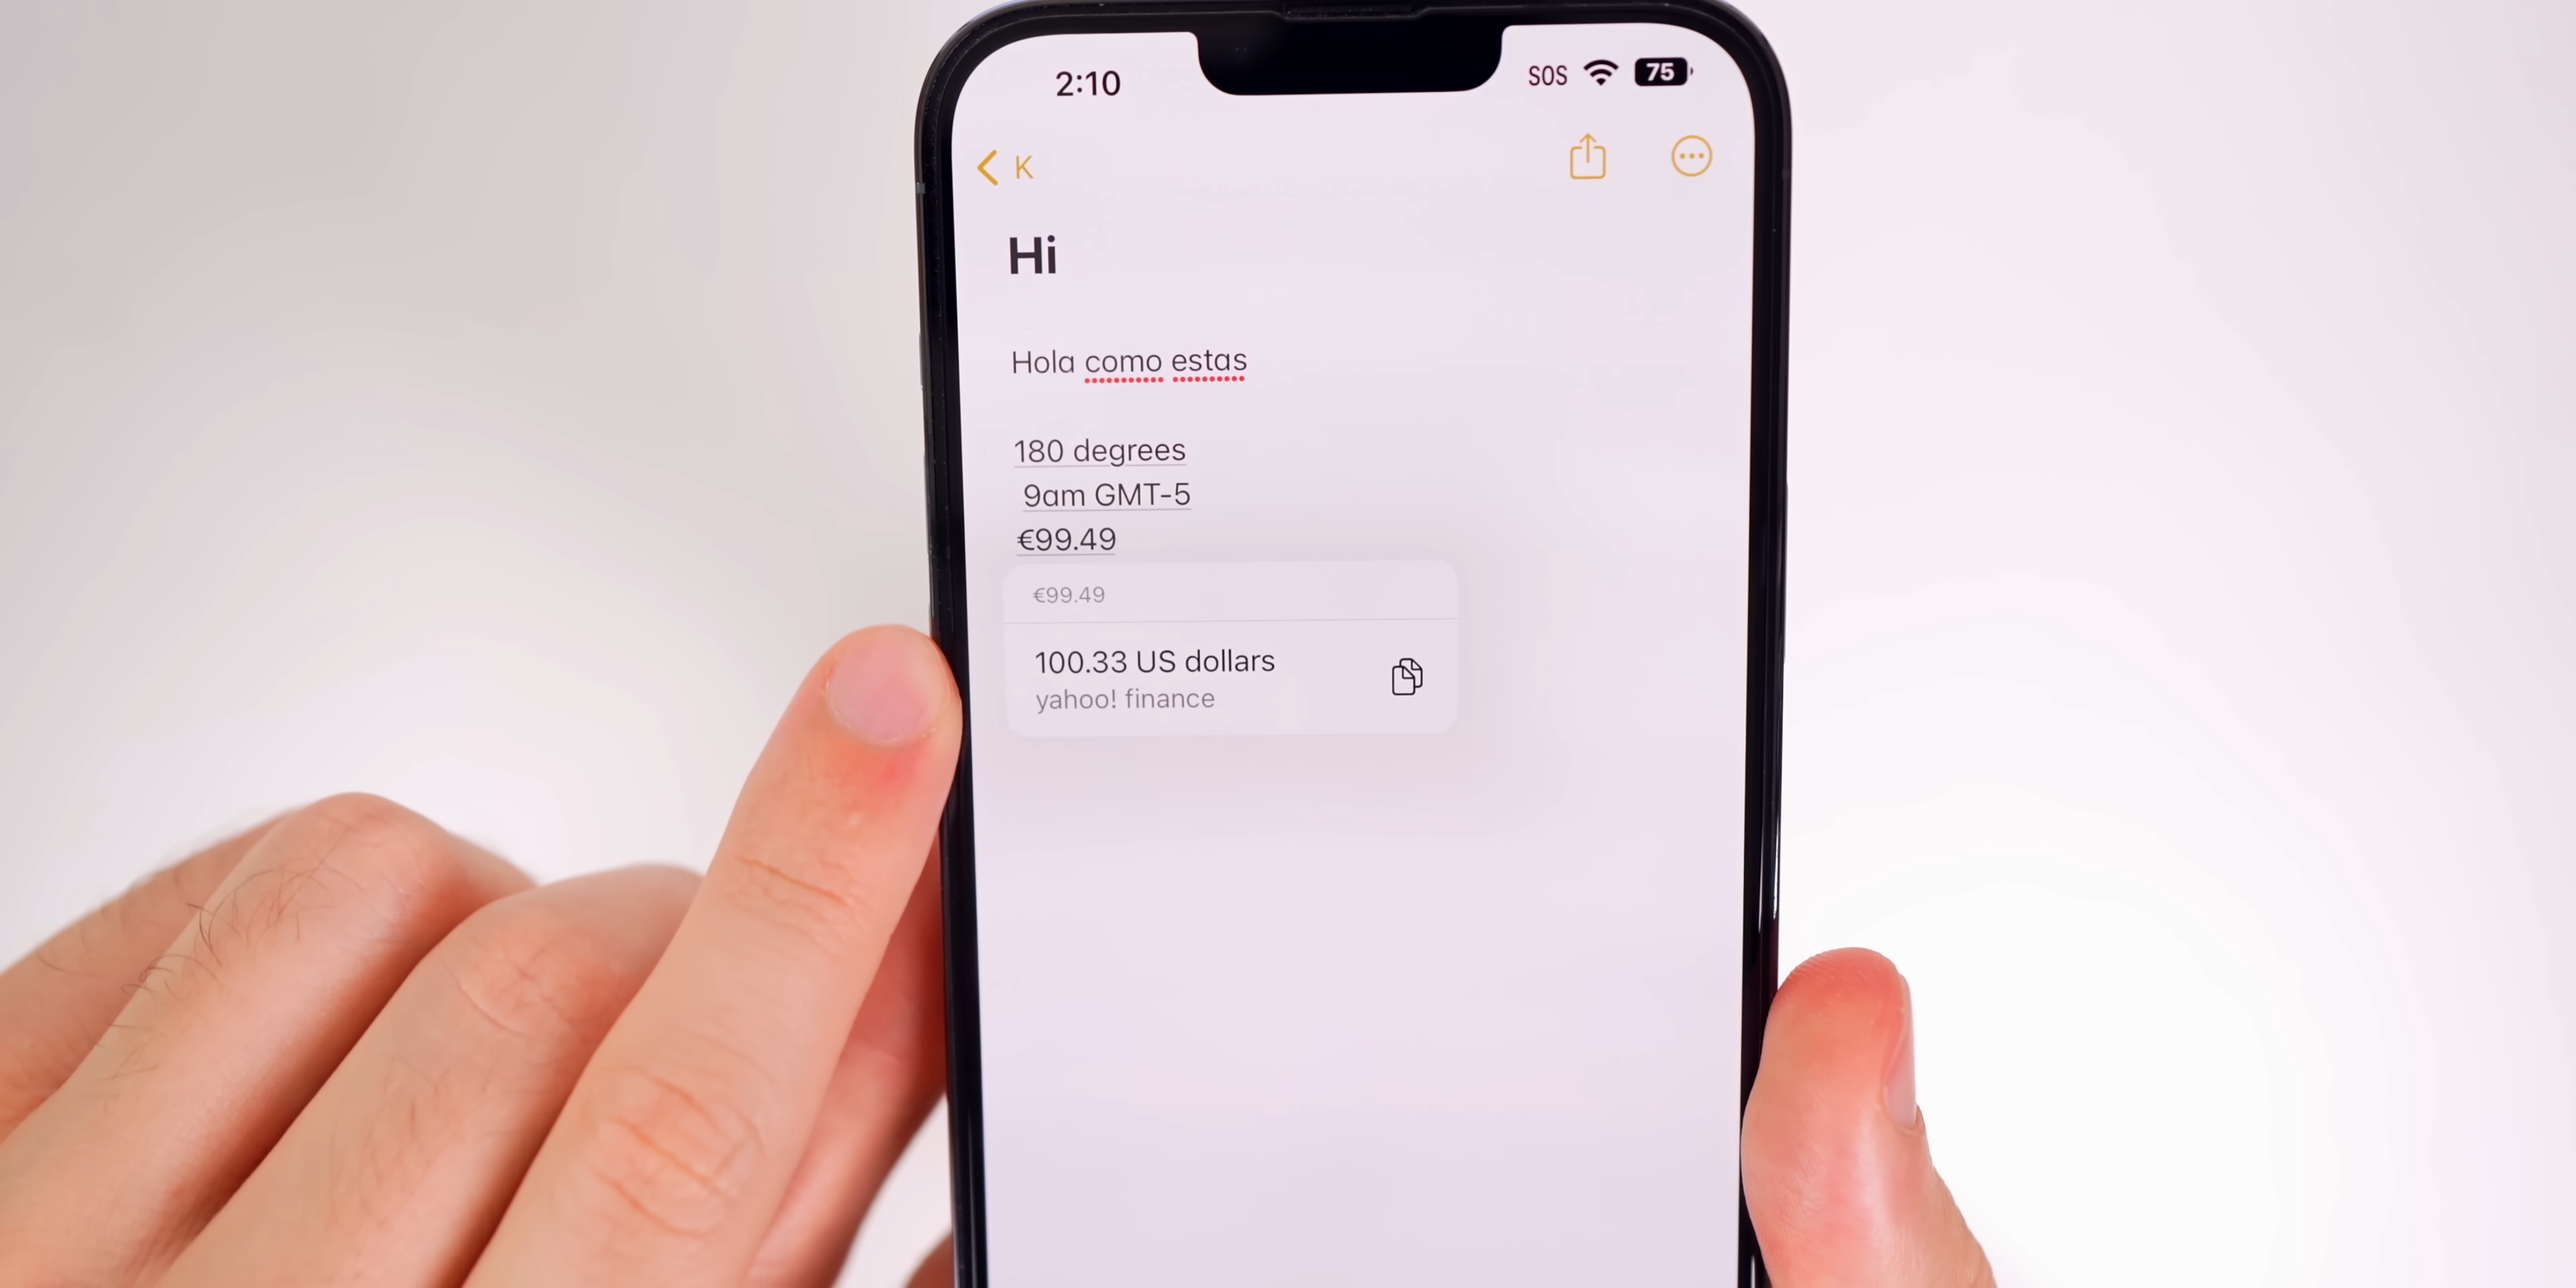 2:10
SOS 75
K
Hi
Hola como estas
180 degrees
9am GMT-5
€99.49
€99.49
100.33 US dollars
yahoo! finance